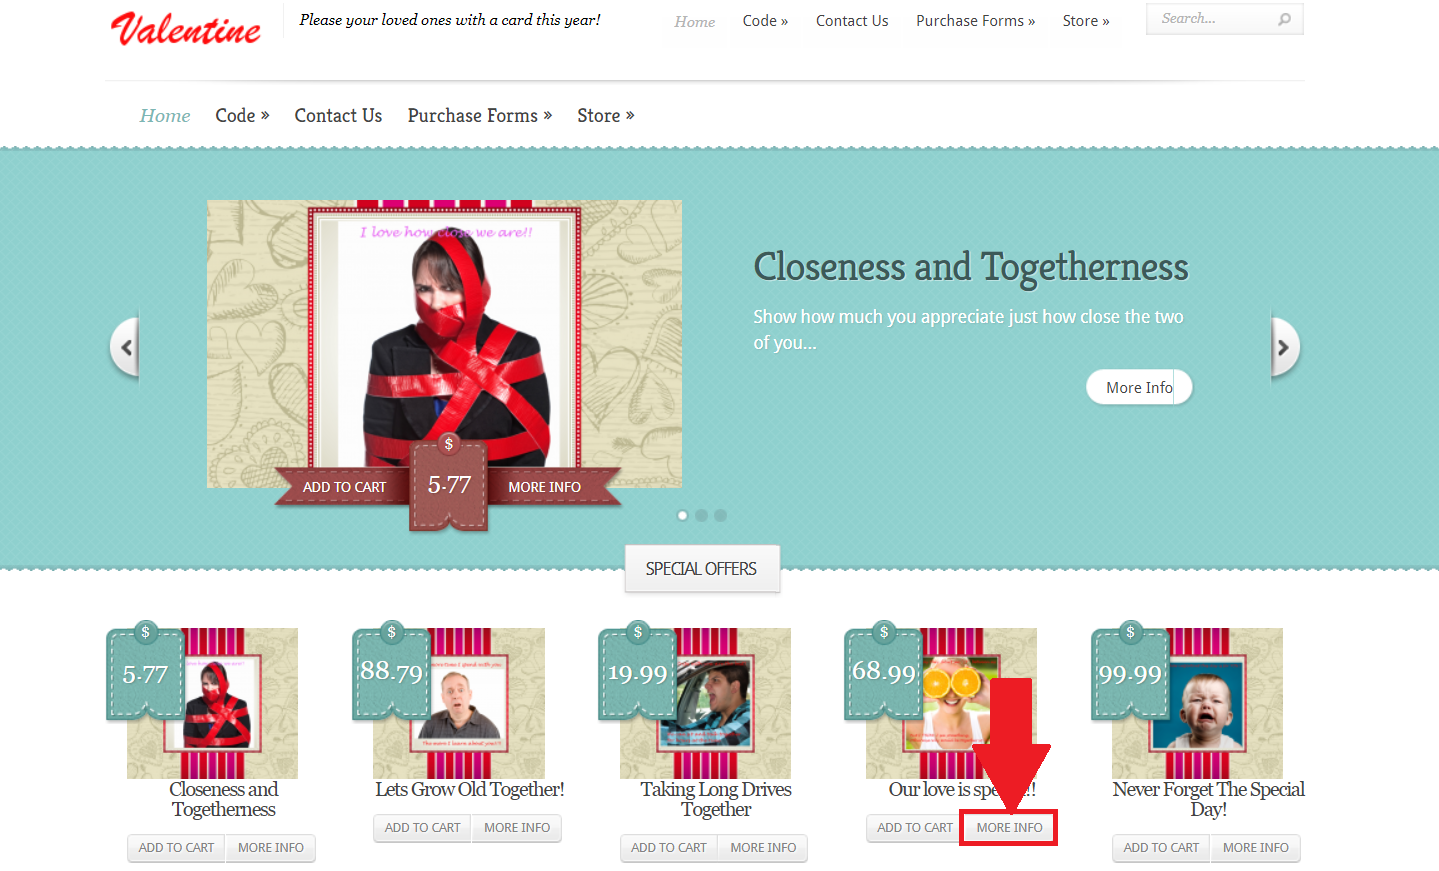 Valentine
Please your loved ones with a card this year!
Home Code » Contact Us Purchase Forms » Store »
Search...
Home Code » Contact Us Purchase Forms » Store »
I love how close we are!!
Closeness and Togetherness
Show how much you appreciate just how close the two
of you...
More Info
$
ADD TO CART 5.77 MORE INFO
SPECIAL OFFERS
$
5.77
Closeness and
Togetherness
ADD TO CART MORE INFO
$
88.79
The more I learn about you!!!
Lets Grow Old Together!
ADD TO CART MORE INFO
$
19.99
Taking Long Drives
Together
ADD TO CART MORE INFO
$
68.99
Our love is
ADD TO CART MORE INFO
$
99.99
Never Forget The Special
Day!
ADD TO CART MORE INFO